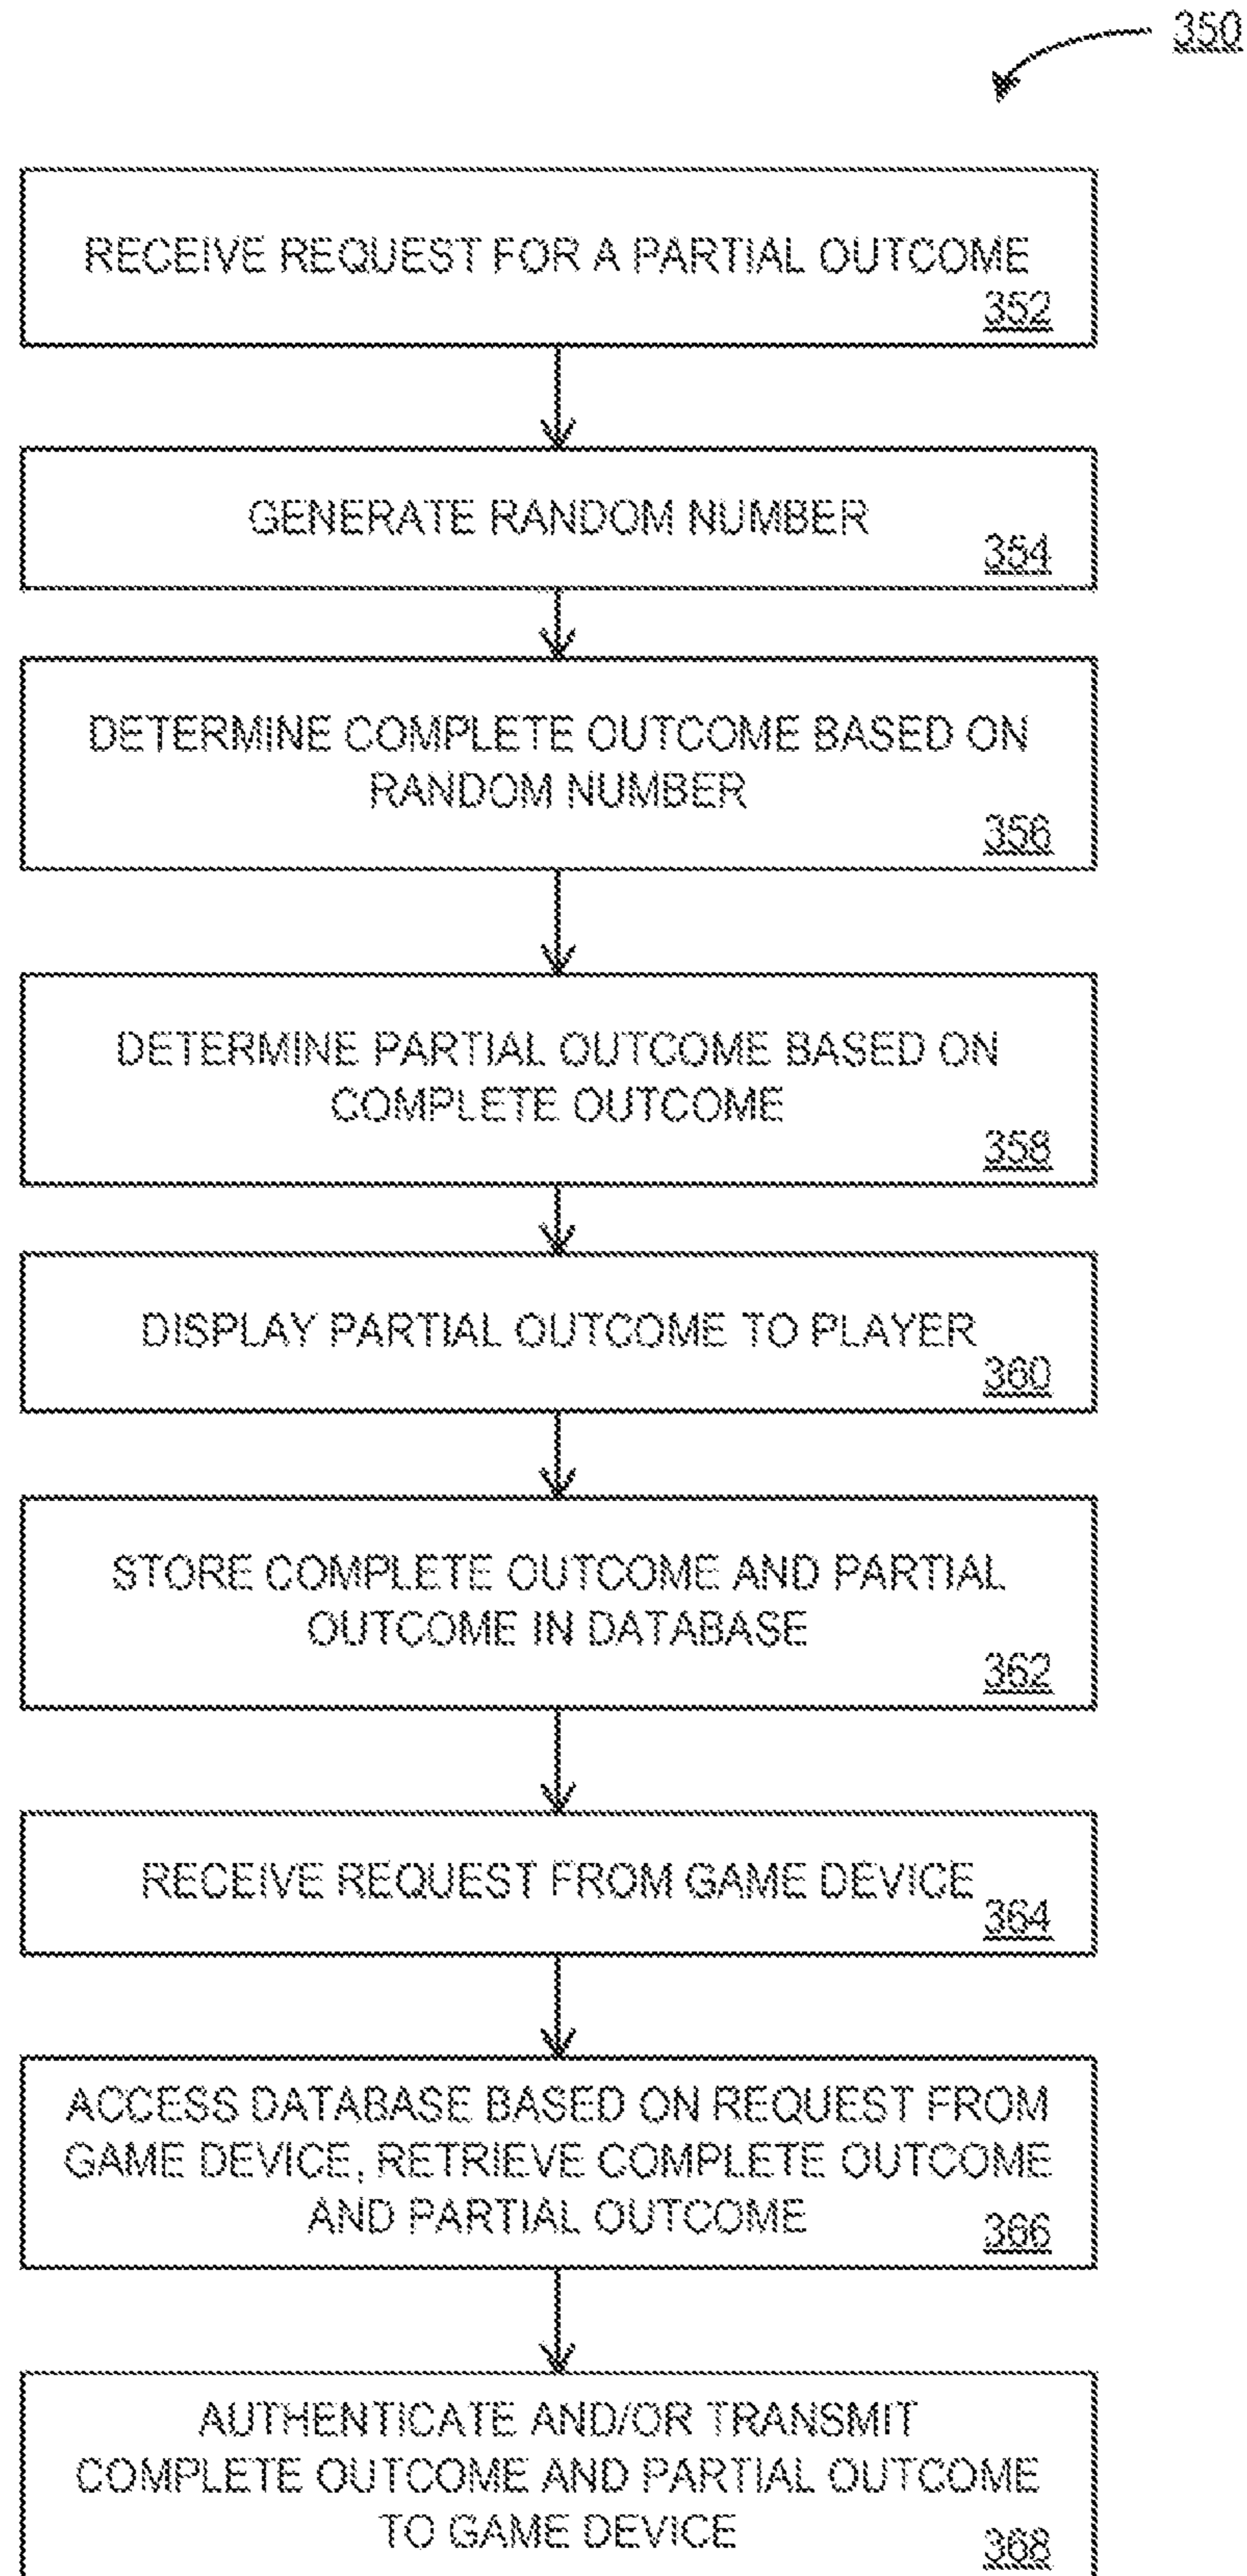 350
RECEIVE REQUEST FOR A PARTIAL OUTCOME
352
GENERATE RANDOM NUMBER
354
DETERMINE COMPLETE OUTCOME BASED ON
RANDOM NUMBER
356
DETERMINE PARTIAL OUTCOME BASED ON
COMPLETE OUTCOME
358
DISPLAY PARTIAL OUTCOME TO PLAYER
360
STORE COMPLETE OUTCOME AND PARTIAL
OUTCOME IN DATABASE
362
RECEIVE REQUEST FROM GAME DEVICE
364
ACCESS DATABASE BASED ON REQUEST FROM
GAME DEVICE, RETRIEVE COMPLETE OUTCOME
AND PARTIAL OUTCOME
366
AUTHENTICATE AND/OR TRANSMIT
COMPLETE OUTCOME AND PARTIAL OUTCOME
TO GAME DEVICE
368